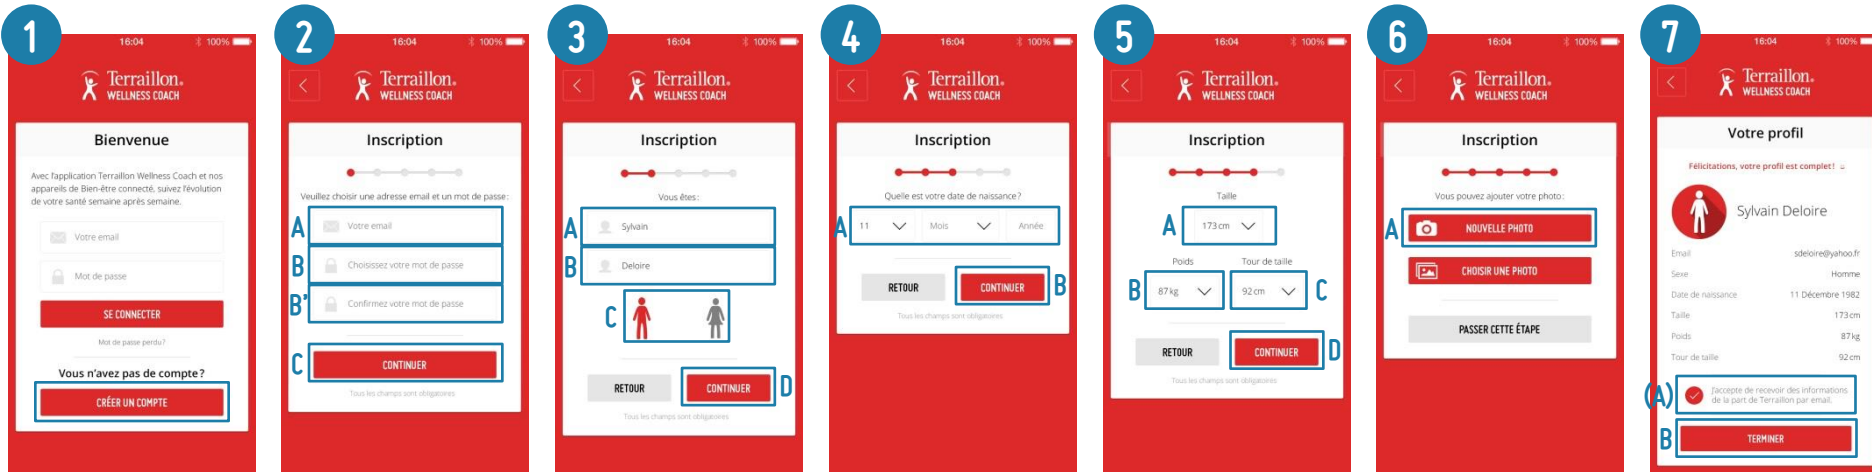 1
16:04 100%
Terraillon®
WELLNESS COACH
Bienvenue
Avec l'application Terraillon Wellness Coach et nos
appareils de Bien-être connecté, suivez l'évolution
de votre santé semaine après semaine.
Votre email
Mot de passe
SE CONNECTER
Mot de passe perdu ?
Vous n'avez pas de compte ?
CRÉER UN COMPTE
2
16:04 100%
Terraillon®
WELLNESS COACH
Inscription
Veuillez choisir une adresse email et un mot de passe :
A Votre email
B Choisissez votre mot de passe
B' Confirmez votre mot de passe
C CONTINUER
Tous les champs sont obligatoires
3
16:04 100%
Terraillon®
WELLNESS COACH
Inscription
Vous êtes :
A Sylvain
B Deloire
C
RETOUR CONTINUER D
Tous les champs sont obligatoires
4
16:04 100%
Terraillon®
WELLNESS COACH
Inscription
Quelle est votre date de naissance ?
A 11 Mois Année
RETOUR CONTINUER B
Tous les champs sont obligatoires
5
16:04 100%
Terraillon®
WELLNESS COACH
Inscription
Taille
A 173 cm
Poids Tour de taille
B 87 kg 92 cm C
RETOUR CONTINUER D
Tous les champs sont obligatoires
6
16:04 100%
Terraillon®
WELLNESS COACH
Inscription
Vous pouvez ajouter votre photo :
A NOUVELLE PHOTO
CHOISIR UNE PHOTO
PASSER CETTE ÉTAPE
7
16:04 100%
Terraillon®
WELLNESS COACH
Votre profil
Félicitations, votre profil est complet !
Sylvain Deloire
Email sdeloire@yahoo.fr
Sexe Homme
Date de naissance 11 Décembre 1982
Taille 173 cm
Poids 87 kg
Tour de taille 92 cm
(A) J'accepte de recevoir des informations
de la part de Terraillon par email.
B TERMINER